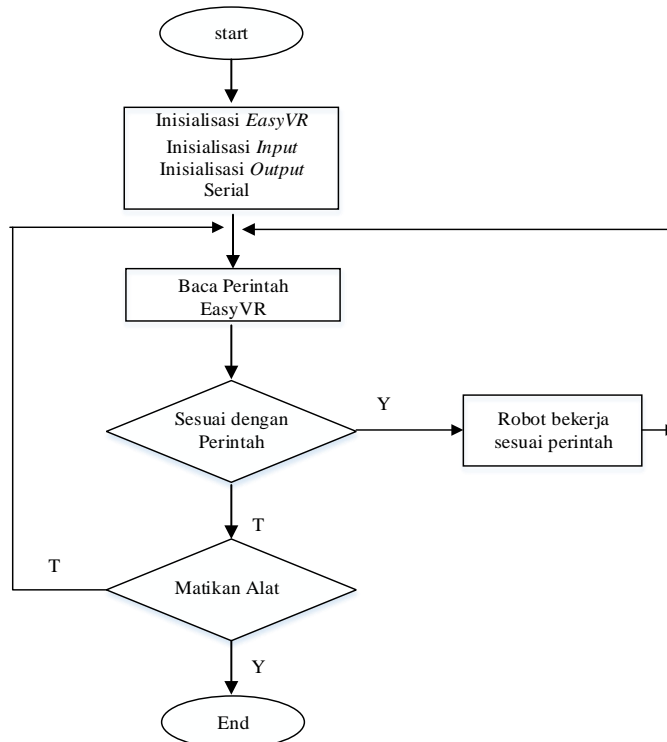 start
Inisialisasi EasyVR
Inisialisasi Input
Inisialisasi Output
Serial
Baca Perintah
EasyVR
Sesuai dengan
Perintah
Y
Robot bekerja
sesuai perintah
T
T
Matikan Alat
Y
End